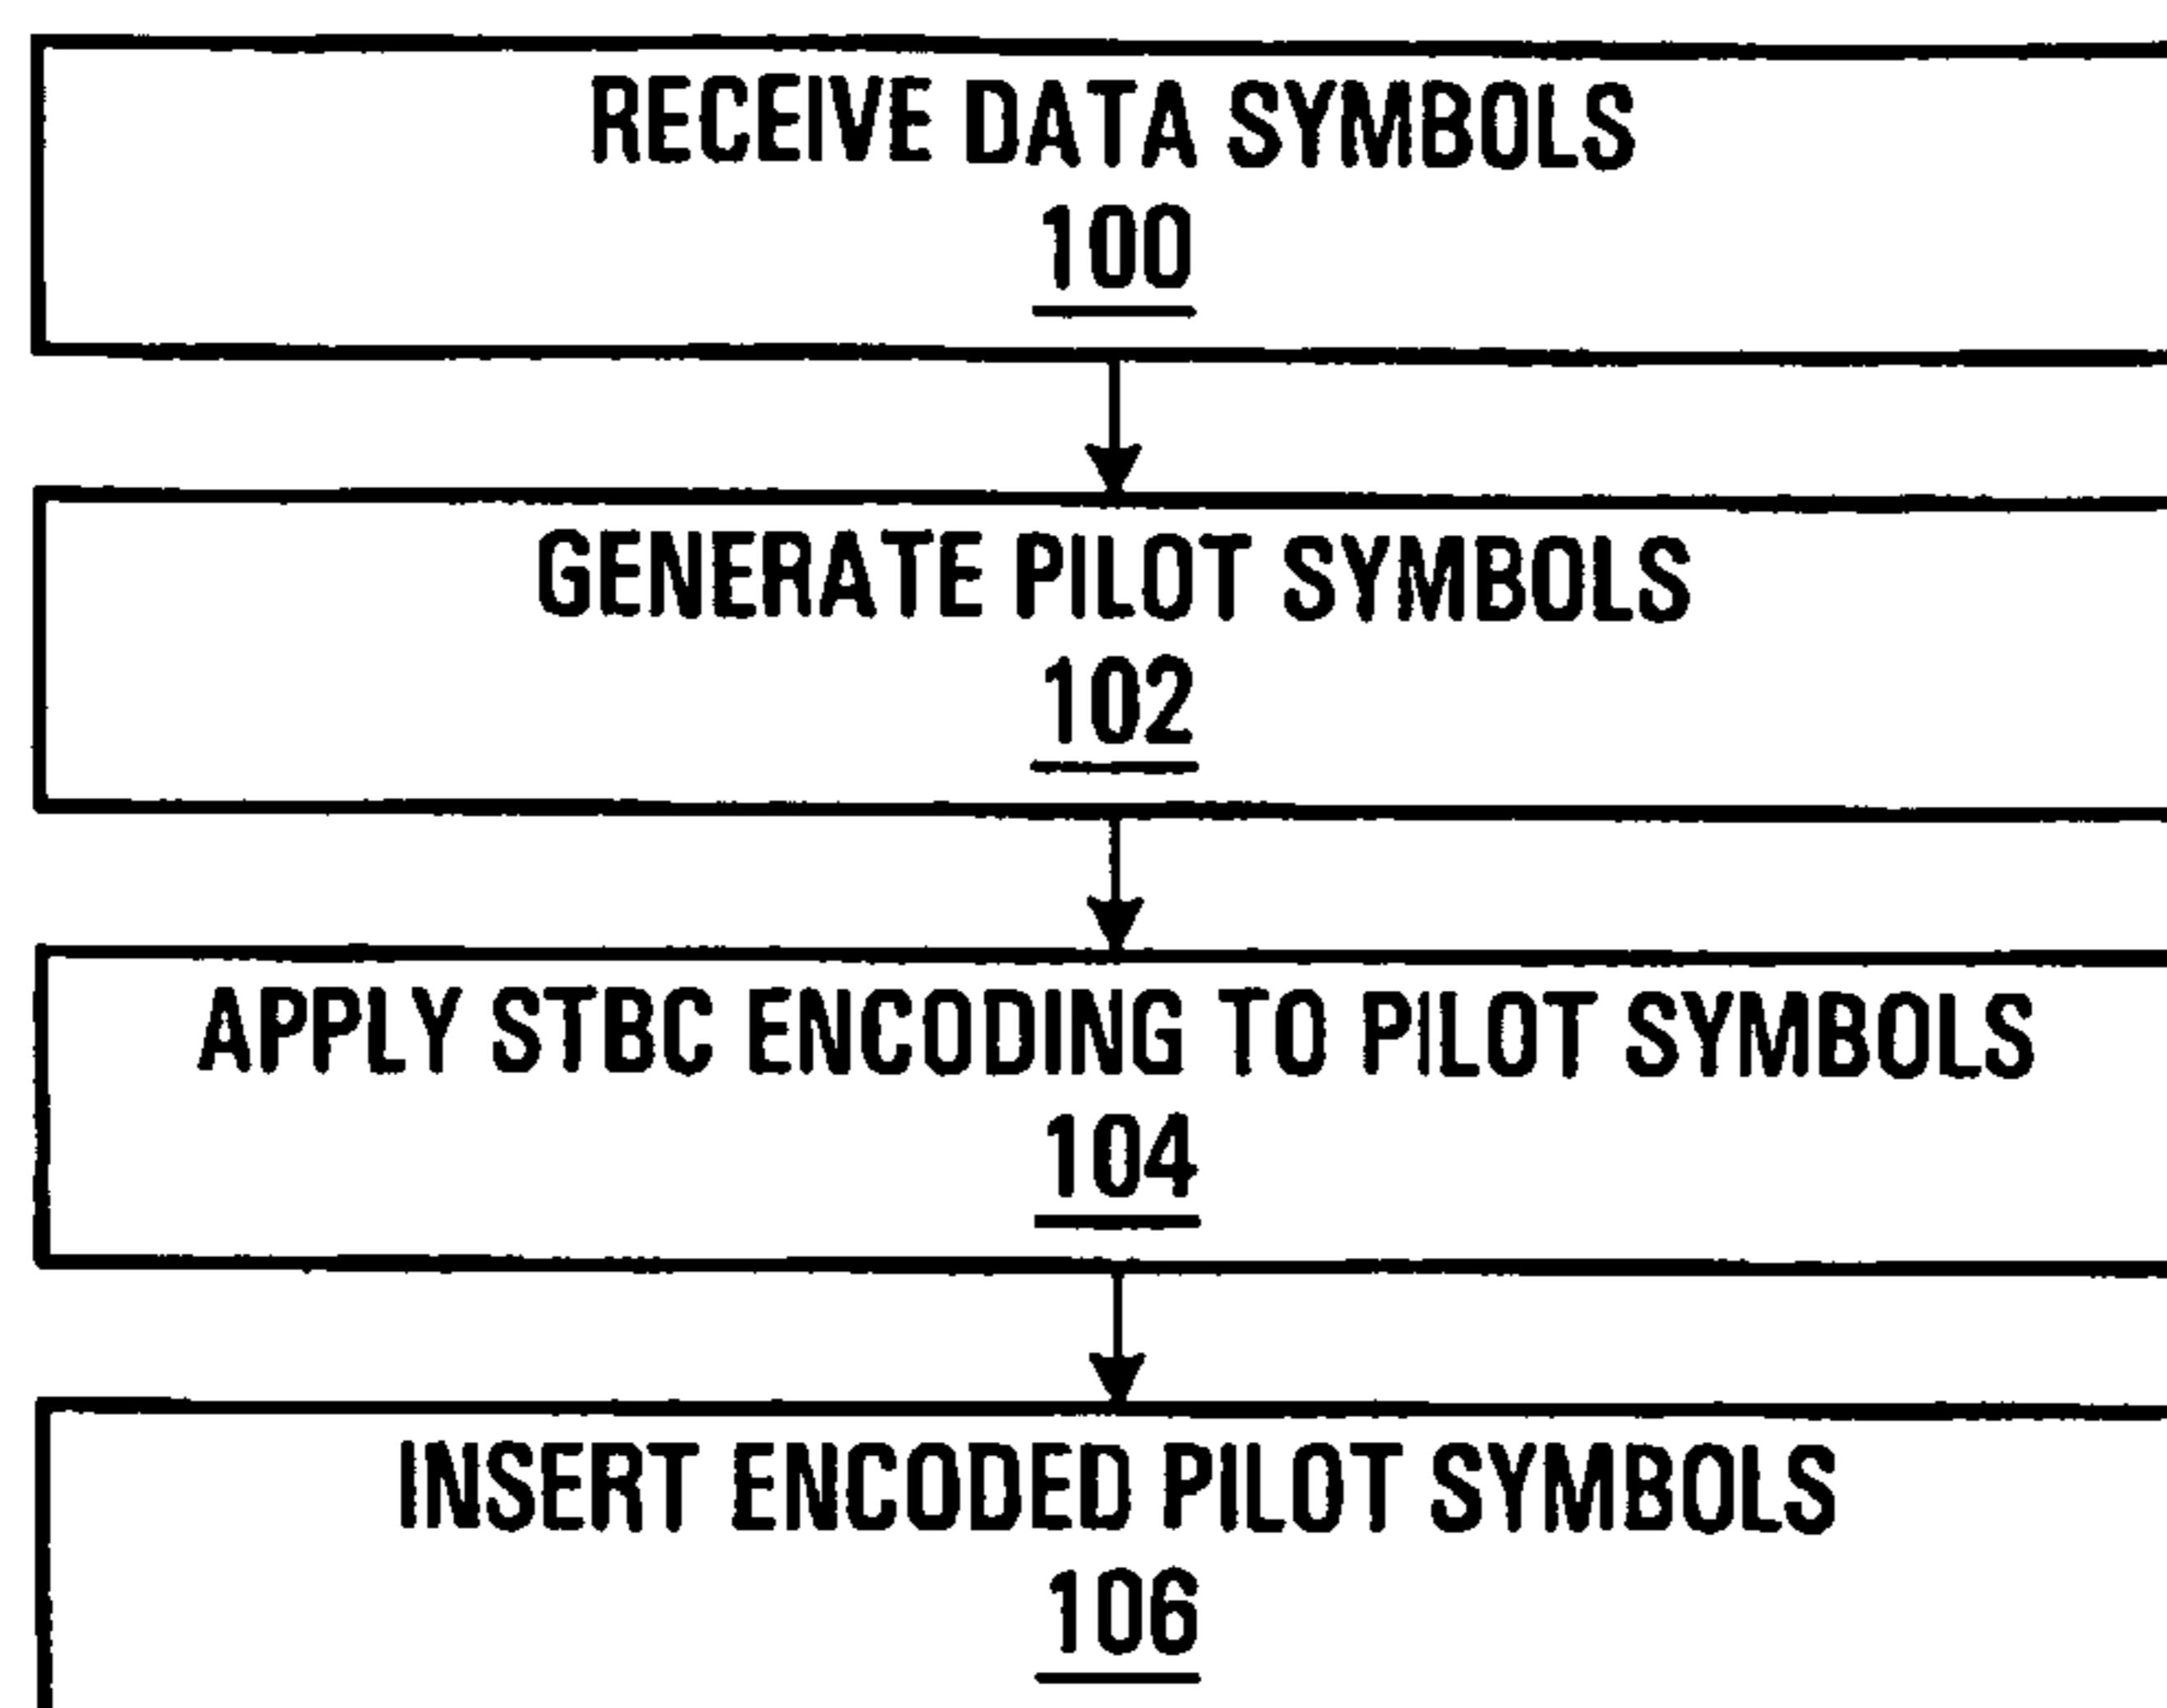 RECEIVE DATA SYMBOLS
100
GENERATE PILOT SYMBOLS
102
APPLY STBC ENCODING TO PILOT SYMBOLS
104
INSERT ENCODED PILOT SYMBOLS
106